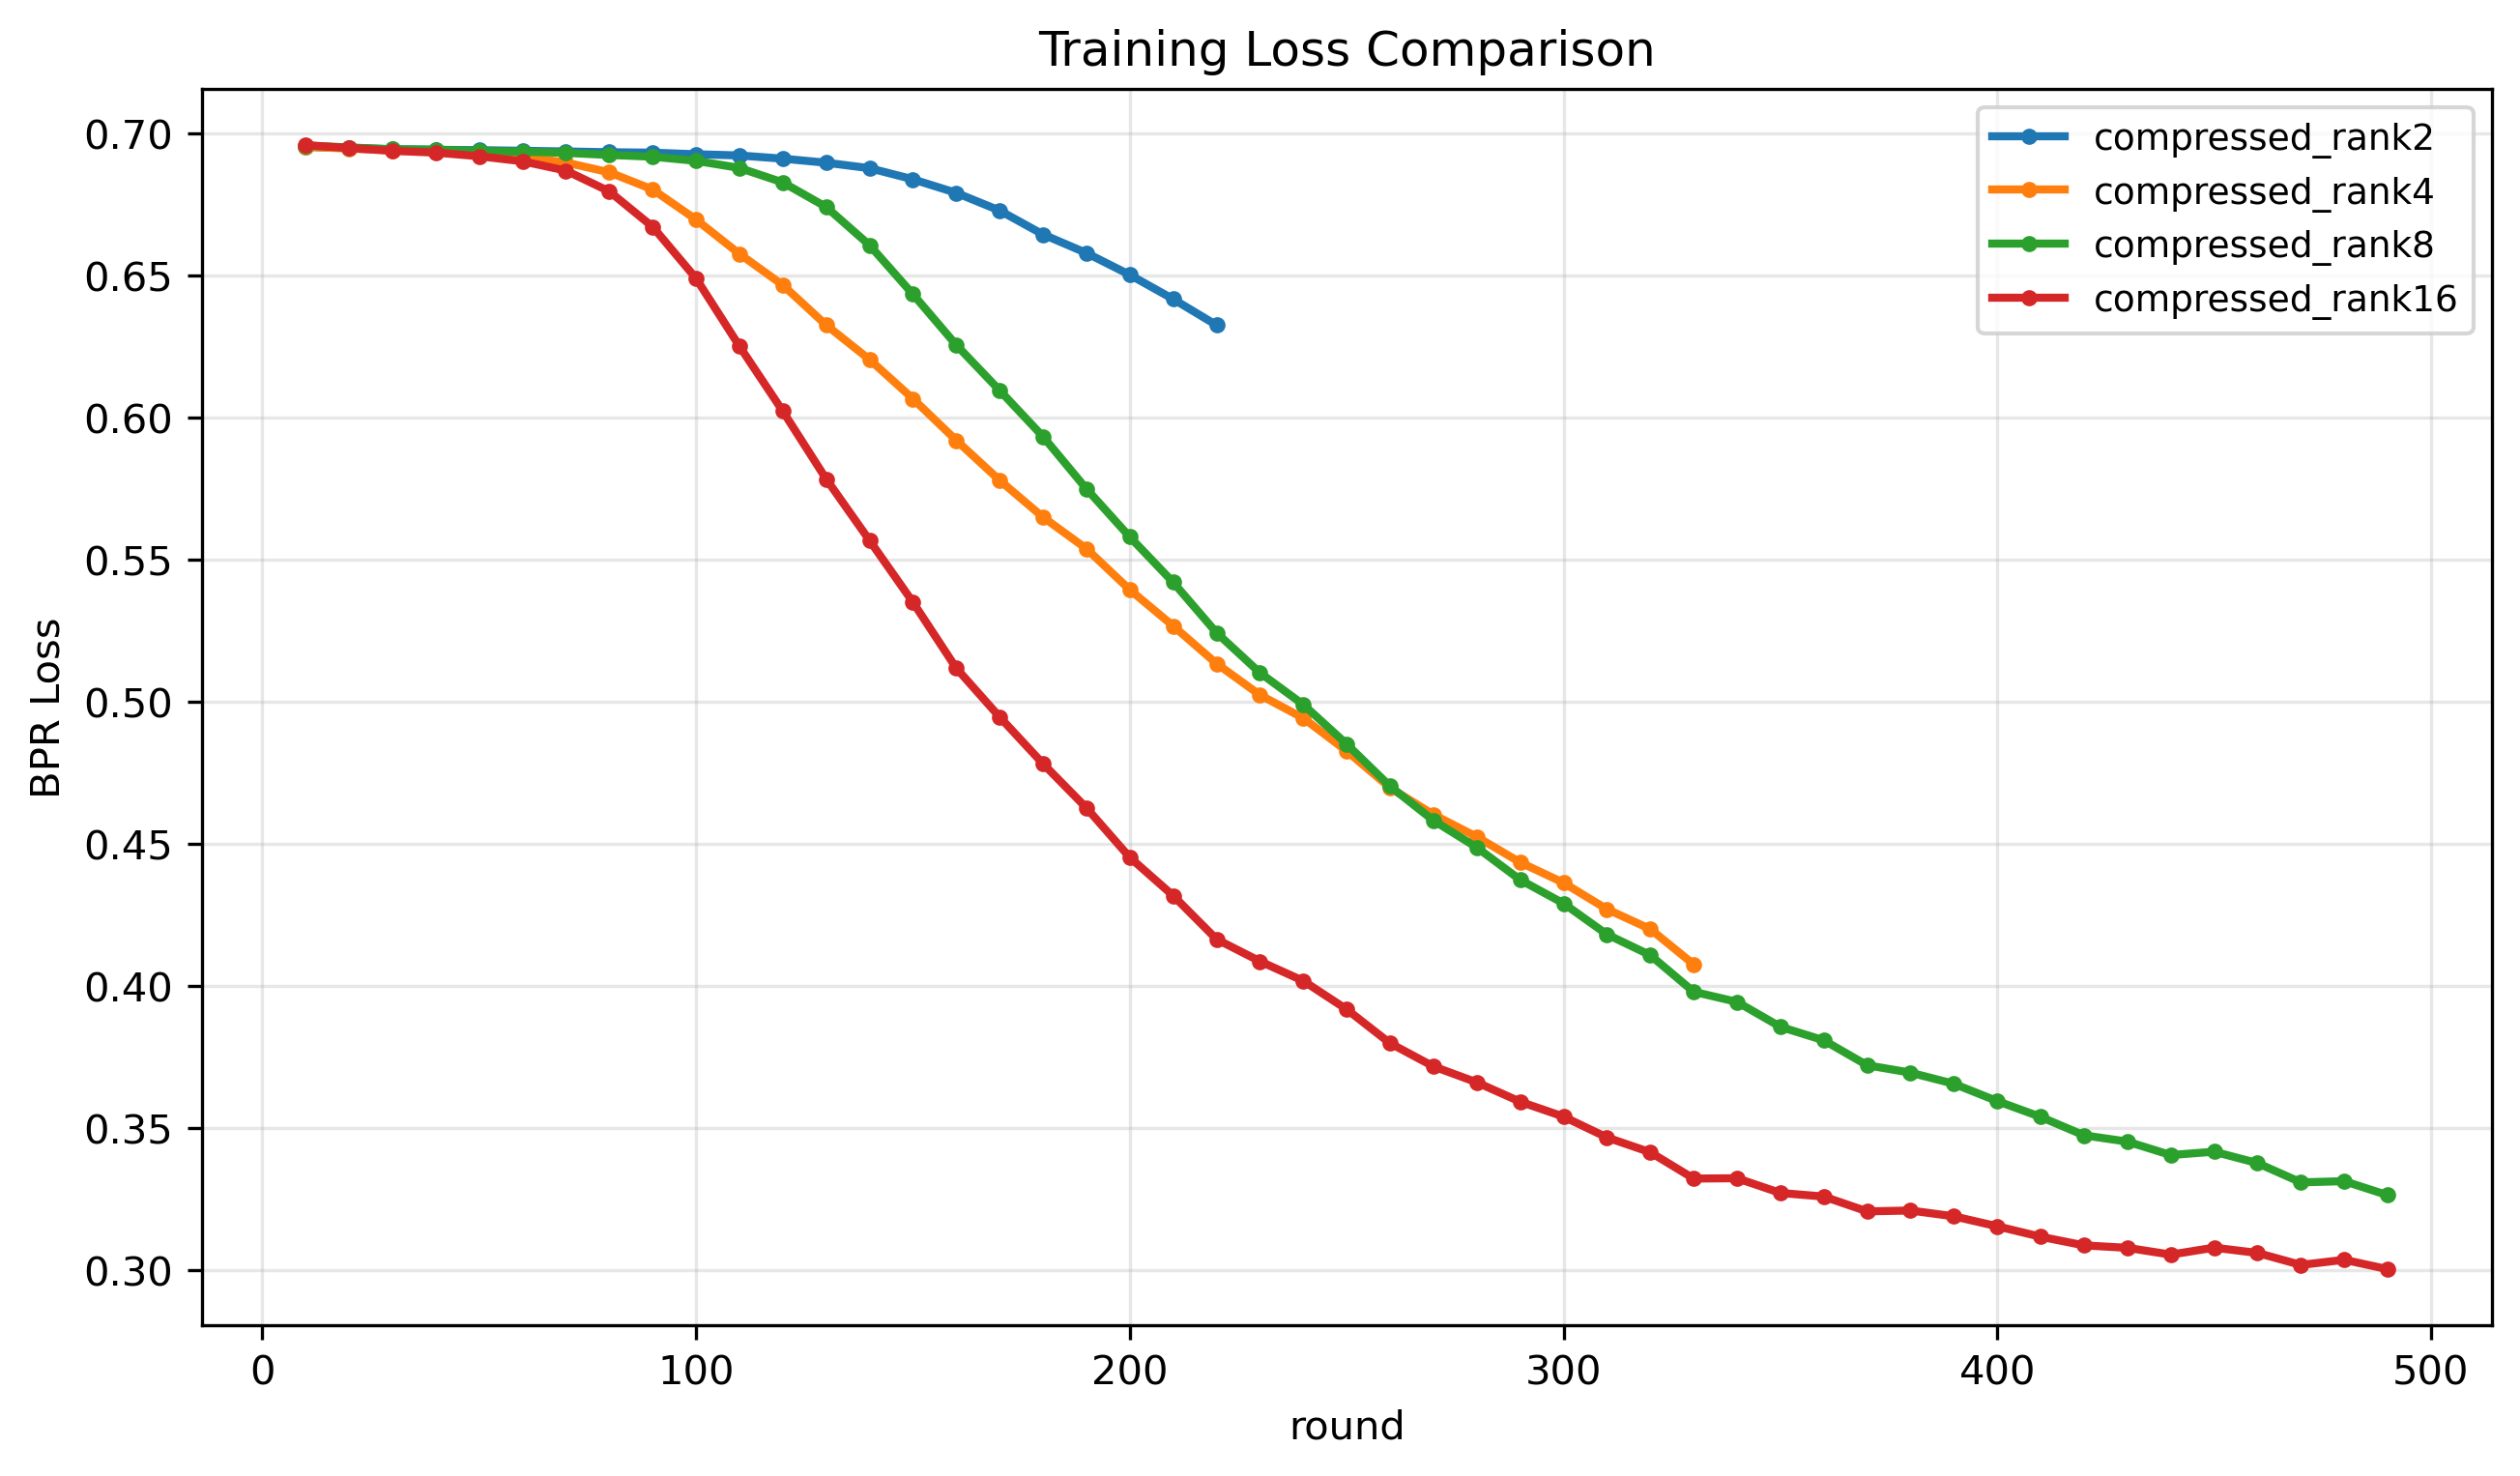 Training Loss Comparison
0.70
0.65
0.60
0.55
0.50
0.45
0.40
0.35
0.30
BPR Loss
compressed_rank2
compressed_rank4
compressed_rank8
compressed_rank16
0 100 200 300 400 500
round